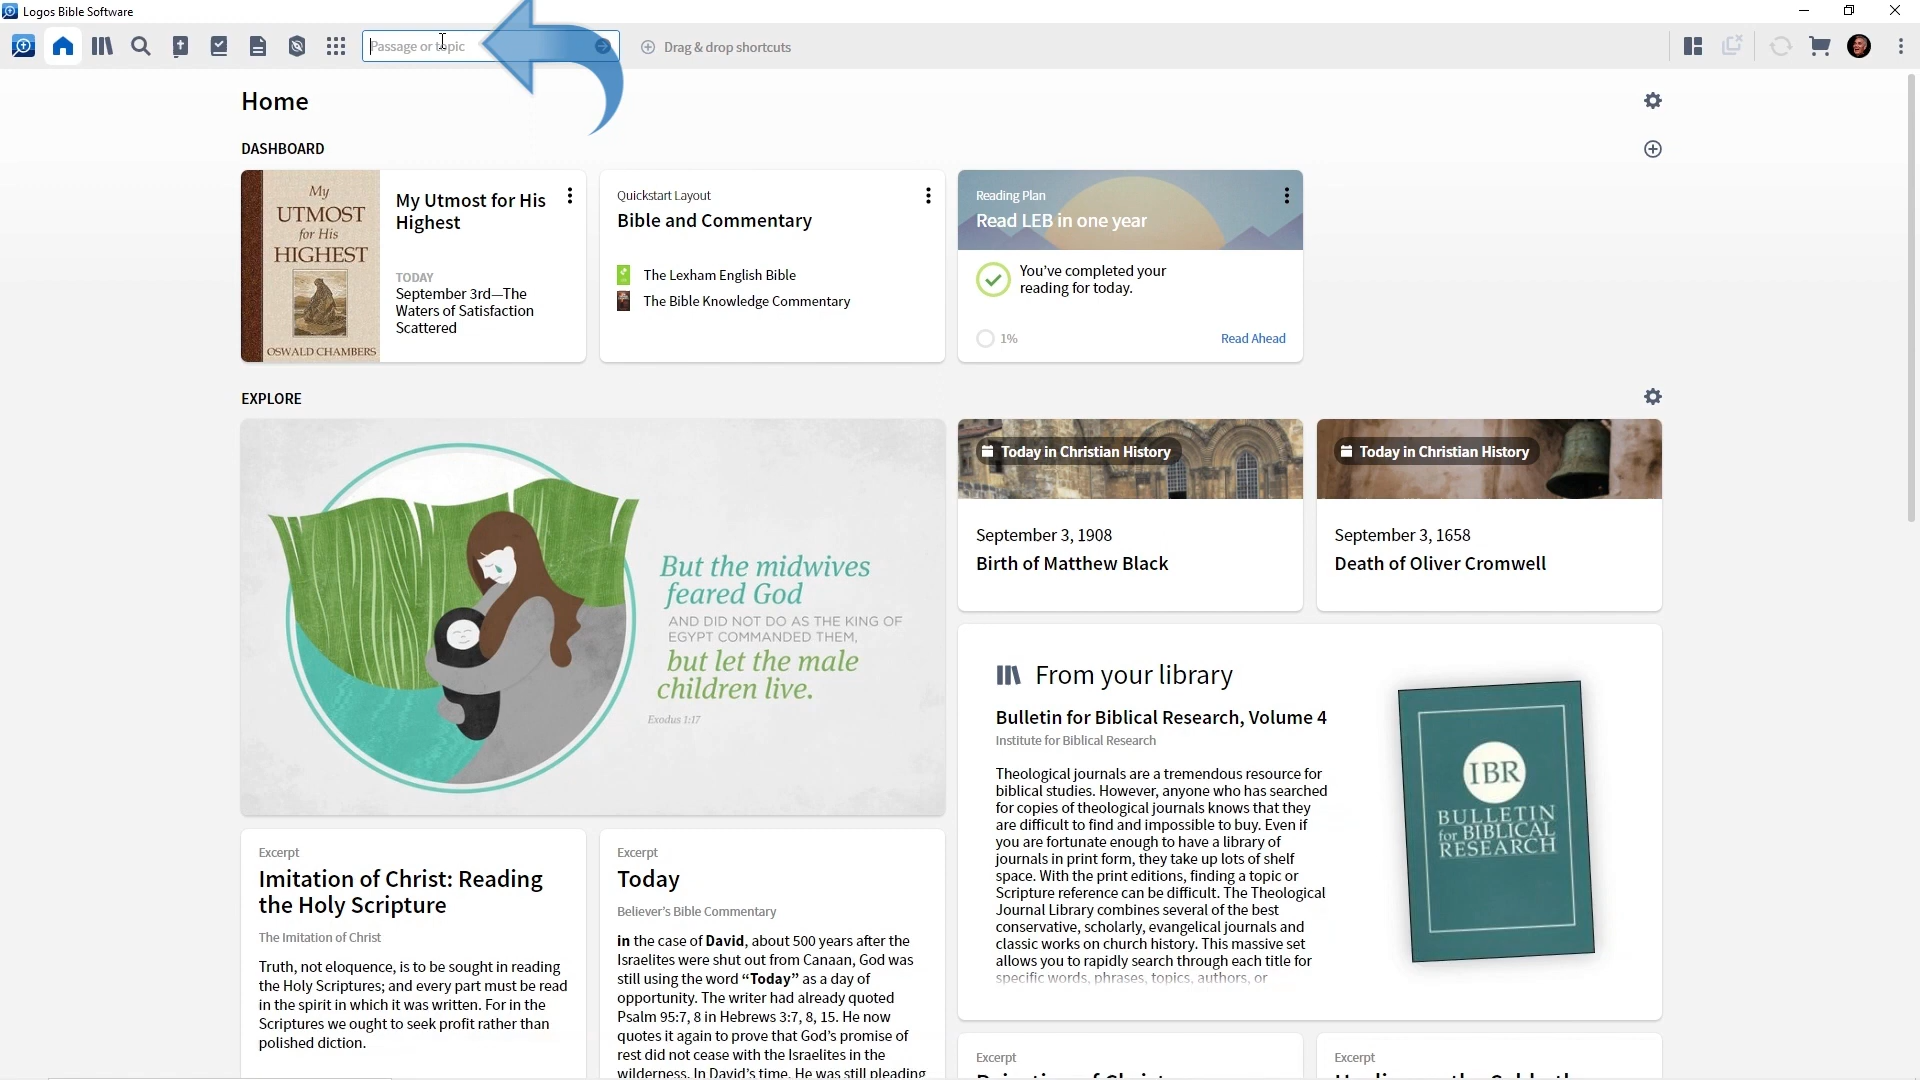 Logos Bible Software
Passage or topic
Drag & drop shortcuts
Home
DASHBOARD
My
UTMOST
for His
HIGHEST
OSWALD CHAMBERS
My Utmost for His
Highest
TODAY
September 3rd—The
Waters of Satisfaction
Scattered
Quickstart Layout
Bible and Commentary
The Lexham English Bible
The Bible Knowledge Commentary
Reading Plan
Read LEB in one year
You’ve completed your
reading for today.
1%
Read Ahead
EXPLORE
But the midwives
feared God
AND DID NOT DO AS THE KING OF
EGYPT COMMANDED THEM,
but let the male
children live.
Exodus 1:17
Today in Christian History
September 3, 1908
Birth of Matthew Black
Today in Christian History
September 3, 1658
Death of Oliver Cromwell
From your library
Bulletin for Biblical Research, Volume 4
Institute for Biblical Research
Theological journals are a tremendous resource for
biblical studies. However, anyone who has searched
for copies of theological journals knows that they
are difficult to find and impossible to buy. Even if
you are fortunate enough to have a library of
journals in print form, they take up lots of shelf
space. With the print editions, finding a topic or
Scripture reference can be difficult. The Theological
Journal Library combines several of the best
conservative, scholarly, evangelical journals and
classic works on church history. This massive set
allows you to rapidly search through each title for
specific words, phrases, topics, authors, or
IBR
BULLETIN
for BIBLICAL
RESEARCH
Excerpt
Imitation of Christ: Reading
the Holy Scripture
The Imitation of Christ
Truth, not eloquence, is to be sought in reading
the Holy Scriptures; and every part must be read
in the spirit in which it was written. For in the
Scriptures we ought to seek profit rather than
polished diction.
Excerpt
Today
Believer’s Bible Commentary
in the case of David, about 500 years after the
Israelites were shut out from Canaan, God was
still using the word “Today” as a day of
opportunity. The writer had already quoted
Psalm 95:7, 8 in Hebrews 3:7, 8, 15. He now
quotes it again to prove that God’s promise of
rest did not cease with the Israelites in the
wilderness. In David’s time, He was still pleading
Excerpt
Excerpt